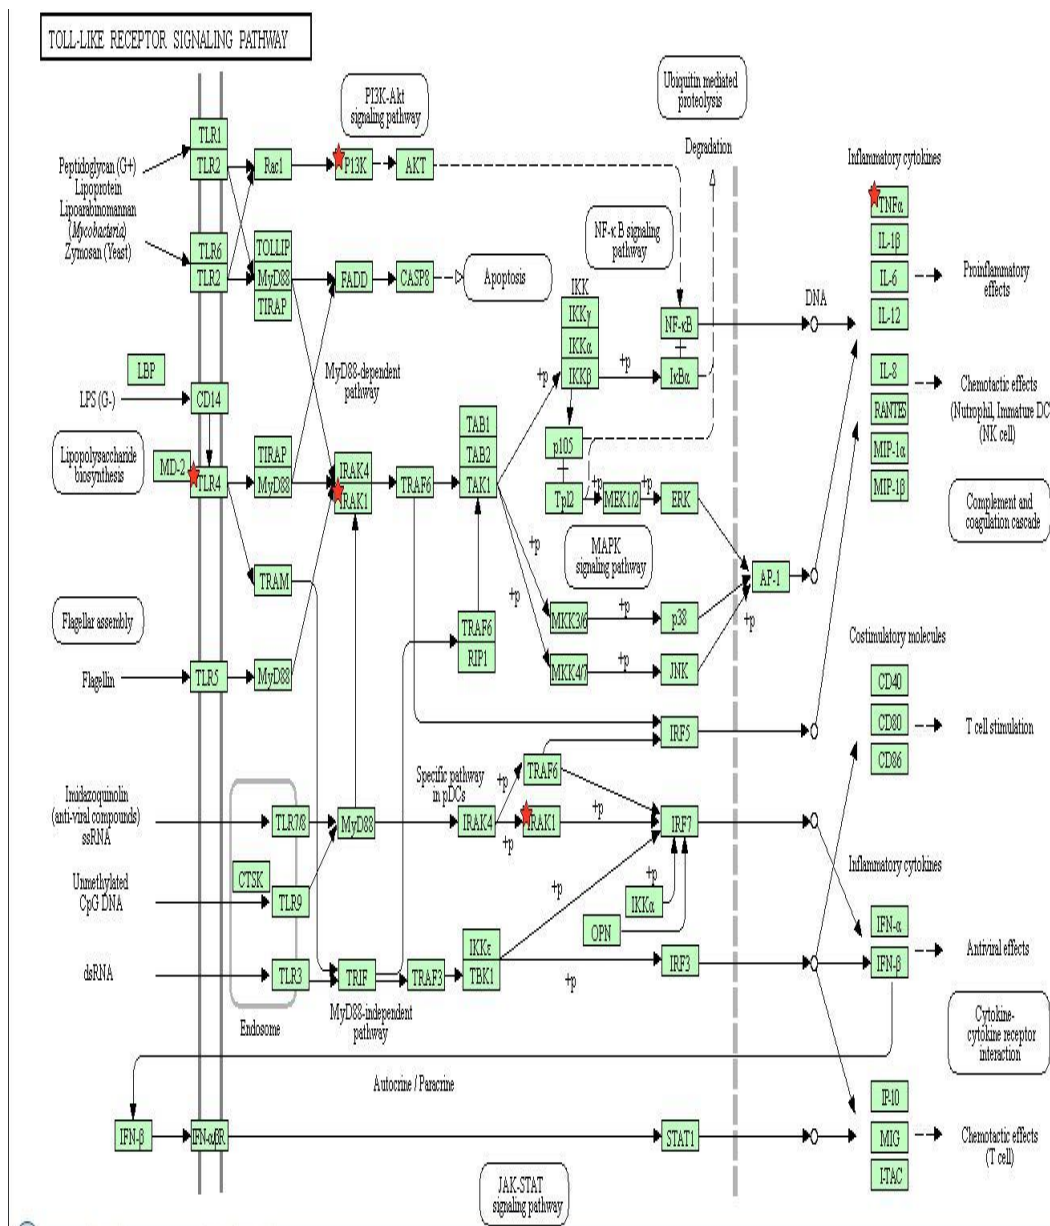 TOLL-LIKE RECEPTOR SIGNALING PATHWAY
PI3K-Akt
signaling pathway
Ubiquitin mediated
proteolysis
Degradation
TLR1
TLR2
Rac1
PI3K
AKT
Peptidoglycan (G+)
Lipoprotein
Lipoarabinomannan
(Mycobacteria)
Zymosan (Yeast)
TLR6
TLR2
TOLLIP
MyD88
TIRAP
FADD
CASP8
Apoptosis
NF-κB signaling
pathway
Inflammatory cytokines
TNFα
IL-1β
IL-6
IL-12
Proinflammatory
effects
DNA
IKK
IKKγ
IKKα
IKKβ
+p
+p
NF-κB
IκBα
MyD88-dependent
pathway
LBP
LPS (G-)
CD14
IL-8
RANTES
MIP-1α
MIP-1β
Chemotactic effects
(Nutrophil, Immature DC
(NK cell)
Lipopolysaccharide
biosynthesis
MD-2
TLR4
TIRAP
MyD88
IRAK4
IRAK1
TRAF6
TAB1
TAB2
TAK1
p105
Tpl2
+p
MEK1/2
+p
ERK
Complement and
coagulation cascade
MAPK
signaling pathway
TRAM
+p
+p
AP-1
Flagellar assembly
TRAF6
RIP1
MKK3/6
+p
p38
+p
MKK4/7
+p
JNK
Flagellin
TLR5
MyD88
Costimulatory molecules
CD40
CD80
CD86
T cell stimulation
IRF5
Specific pathway
in pDCs
+p
TRAF6
Imidazoquinolin
(anti-viral compounds)
ssRNA
TLR7/8
MyD88
IRAK4
+p
IRAK1
+p
IRF7
Unmethylated
CpG DNA
CTSK
TLR9
+p
IKKα
+p
OPN
Inflammatory cytokines
IFN-α
IFN-β
Antiviral effects
dsRNA
TLR3
TRIF
TRAF3
IKKε
TBK1
+p
IRF3
MyD88-independent
pathway
Endosome
Cytokine-
cytokine receptor
interaction
Autocrine / Paracrine
IFN-β
IFN-αβR
STAT1
IP-10
MIG
I-TAC
Chemotactic effects
(T cell)
JAK-STAT
signaling pathway